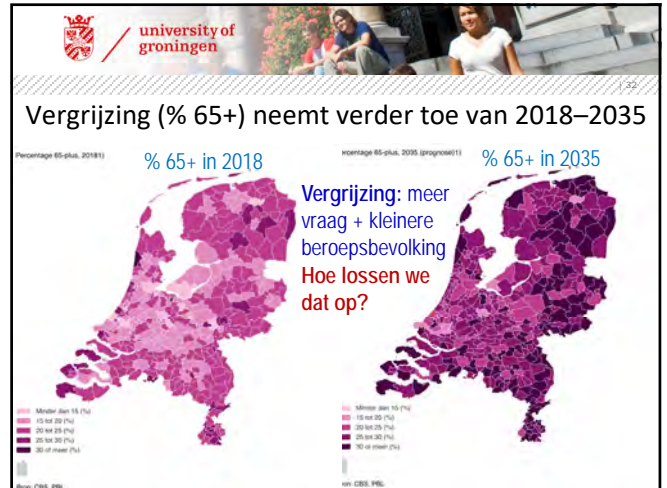 university of
groningen
| 32
Vergrijzing (% 65+) neemt verder toe van 2018–2035
Percentage 65-plus, 20181)
% 65+ in 2018
Percentage 65-plus, 2035 (prognose)1)
% 65+ in 2035
Vergrijzing: meer
vraag + kleinere
beroepsbevolking
Hoe lossen we
dat op?
Minder dan 15 (%)
15 tot 20 (%)
20 tot 25 (%)
25 tot 30 (%)
30 of meer (%)
Bron: CBS, PBL
Minder dan 15 (%)
15 tot 20 (%)
20 tot 25 (%)
25 tot 30 (%)
30 of meer (%)
Bron: CBS, PBL